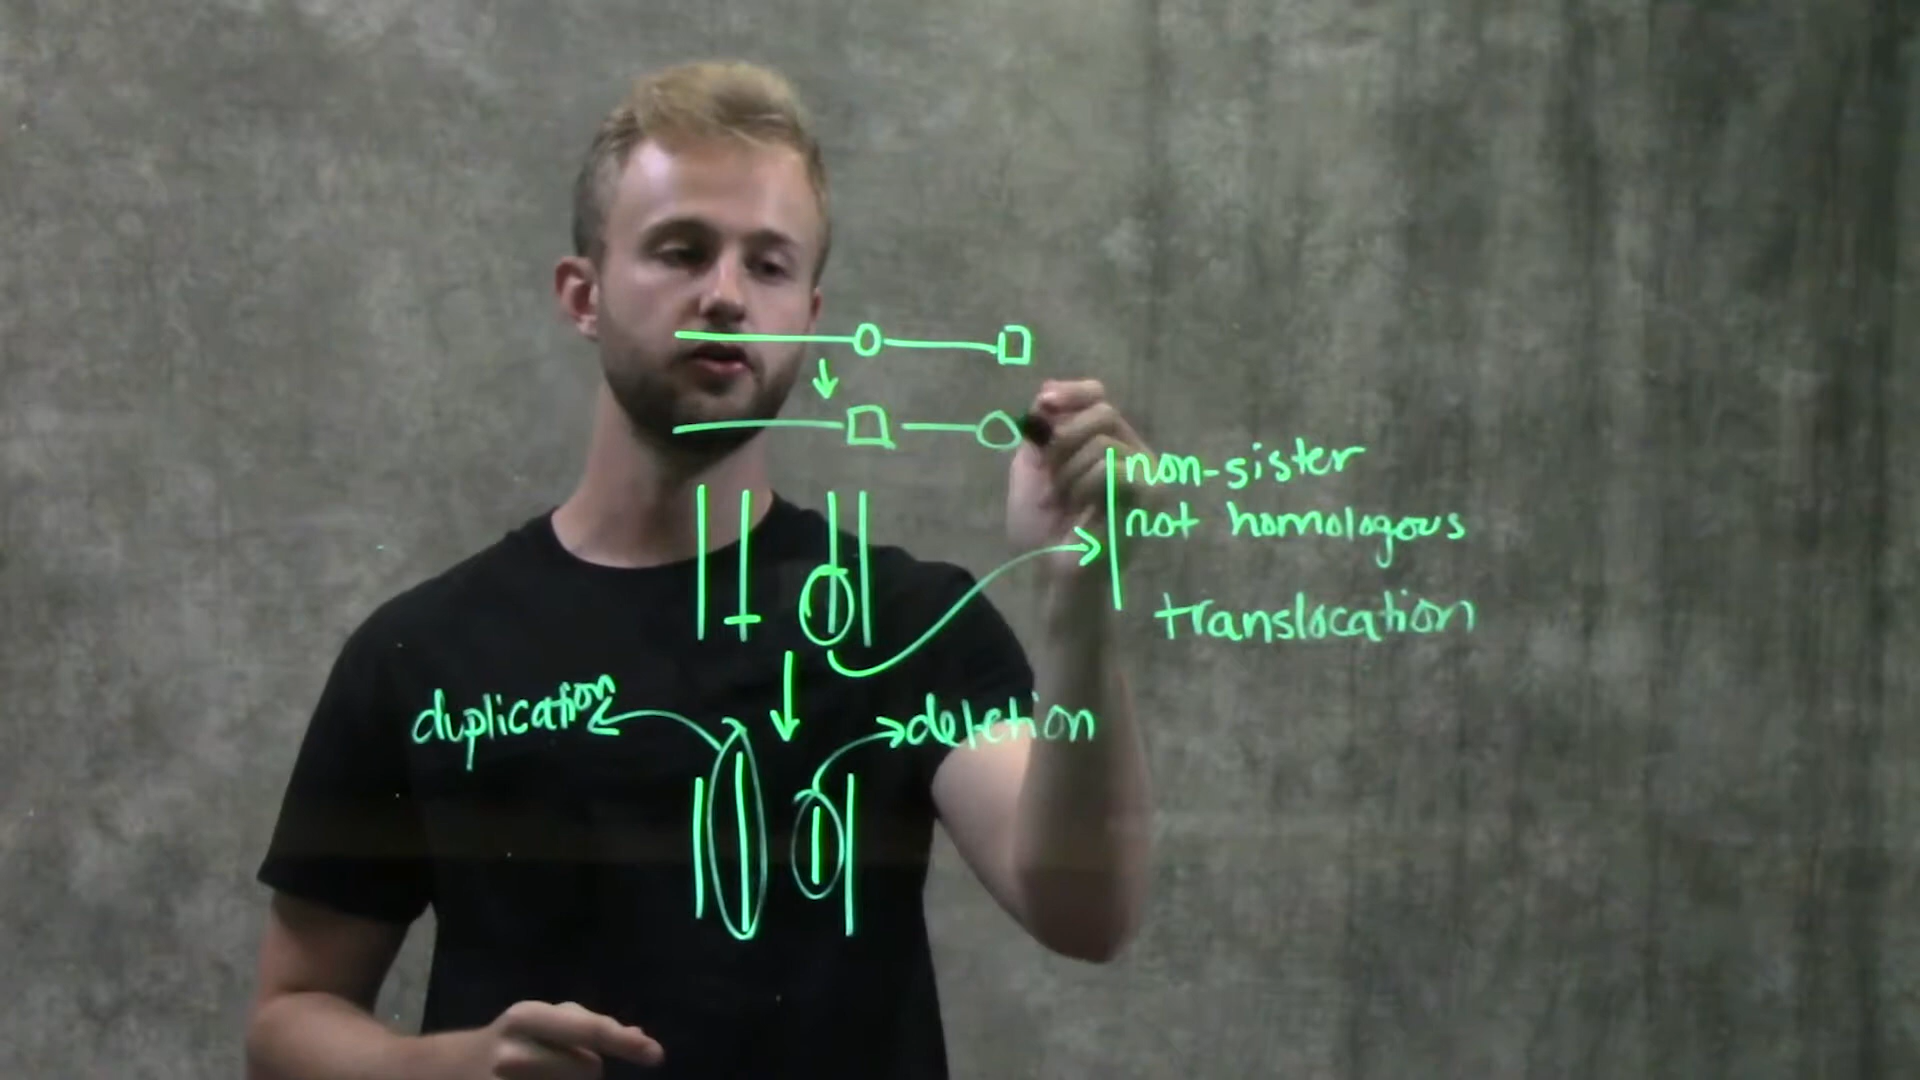 non-sister
not homologous
translocation
duplication
deletion